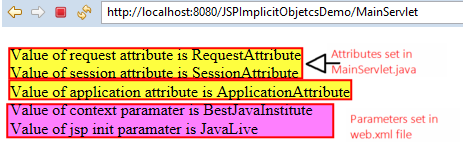 http://localhost:8080/JSPImplicitObjetcsDemo/MainServlet
Value of request attribute is RequestAttribute
Value of session attribute is SessionAttribute
Value of application attribute is ApplicationAttribute
Value of context paramater is BestJavaInstitute
Value of jsp init paramater is JavaLive
Attributes set in
MainServlet.java
Parameters set in
web.xml file